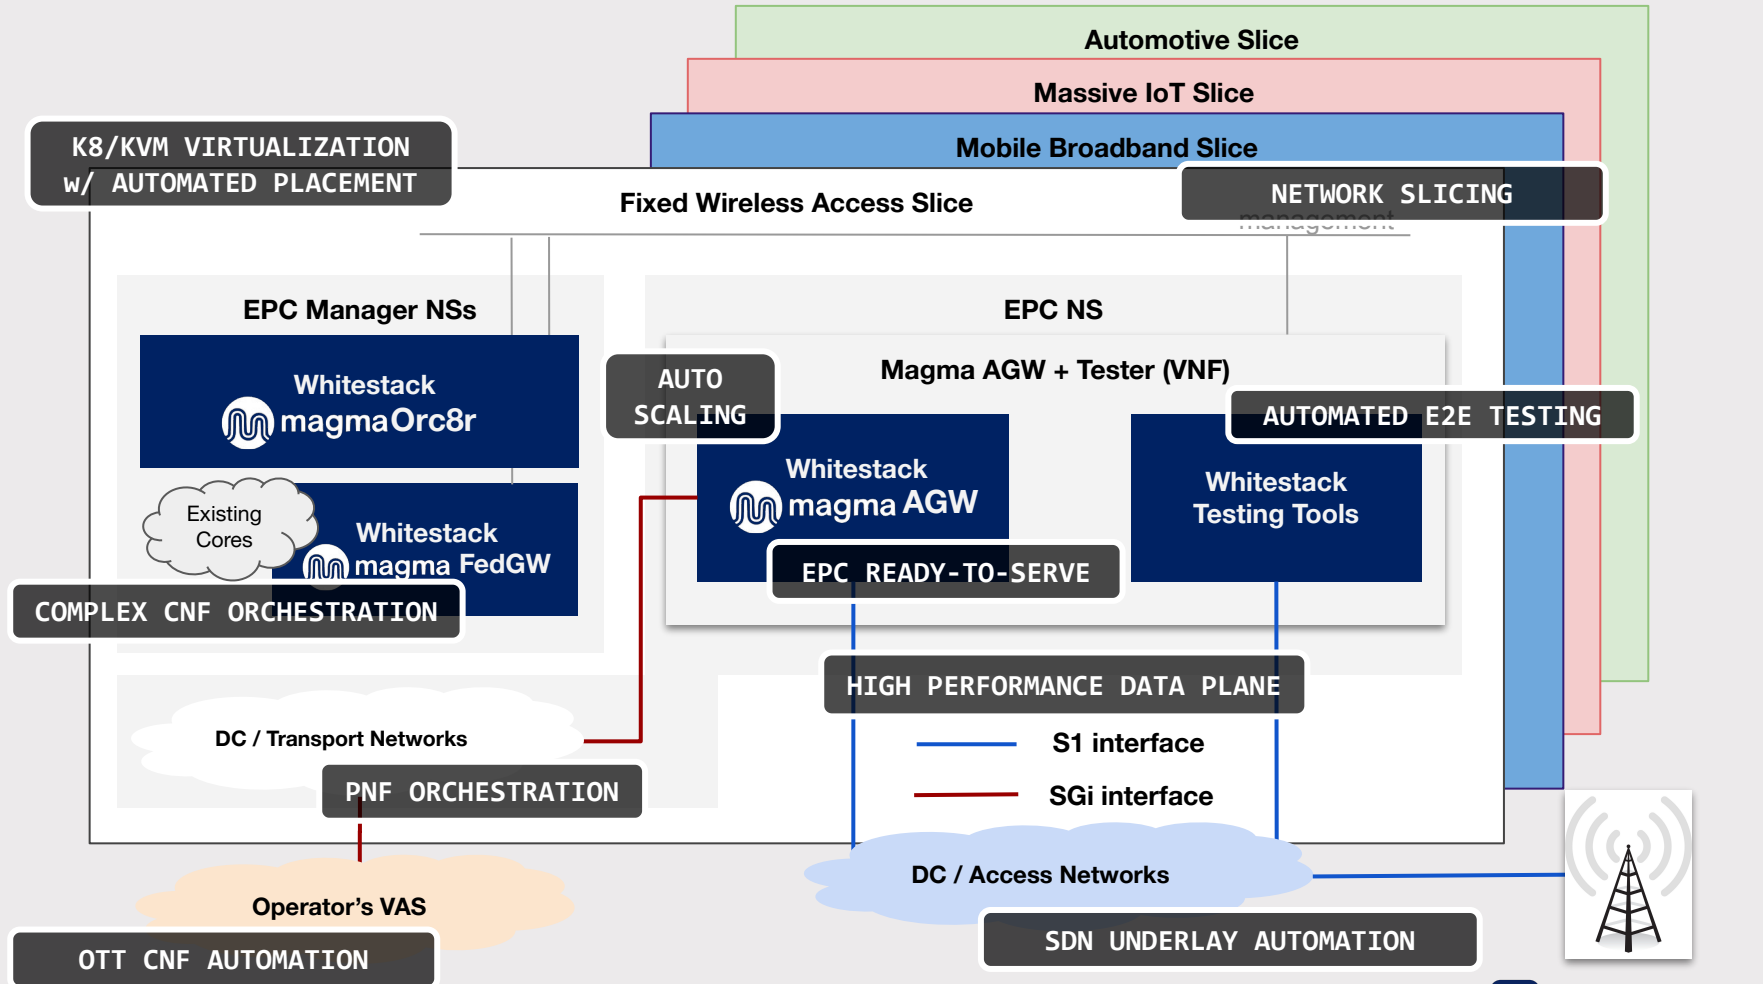 Automotive Slice
Massive IoT Slice
Mobile Broadband Slice
K8/KVM VIRTUALIZATION
w/ AUTOMATED PLACEMENT
Fixed Wireless Access Slice
NETWORK SLICING
management
EPC Manager NSs
EPC NS
Whitestack
magma Orc8r
AUTO
SCALING
Magma AGW + Tester (VNF)
AUTOMATED E2E TESTING
Whitestack
magma AGW
Whitestack
Testing Tools
Existing
Cores
Whitestack
magma FedGW
EPC READY-TO-SERVE
COMPLEX CNF ORCHESTRATION
HIGH PERFORMANCE DATA PLANE
DC / Transport Networks
S1 interface
PNF ORCHESTRATION
SGi interface
DC / Access Networks
Operator’s VAS
SDN UNDERLAY AUTOMATION
OTT CNF AUTOMATION